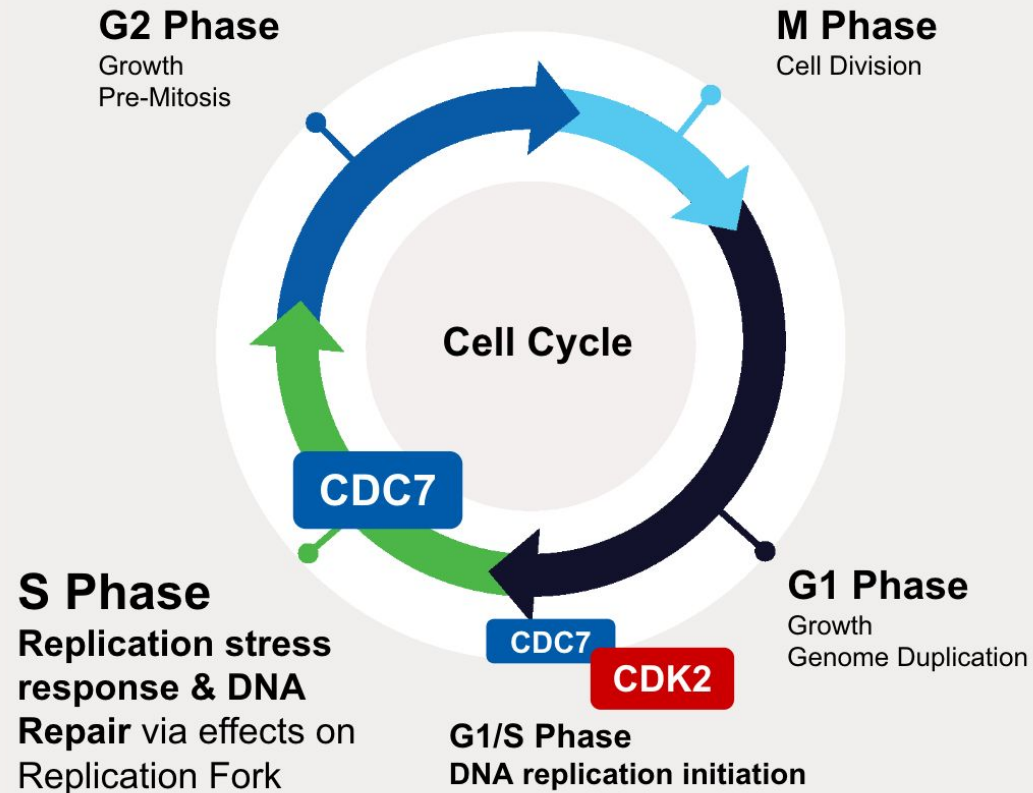 G2 Phase
Growth
Pre-Mitosis
M Phase
Cell Division
Cell Cycle
CDC7
S Phase
Replication stress
response & DNA
Repair via effects on
Replication Fork
CDC7
CDK2
G1/S Phase
DNA replication initiation
G1 Phase
Growth
Genome Duplication